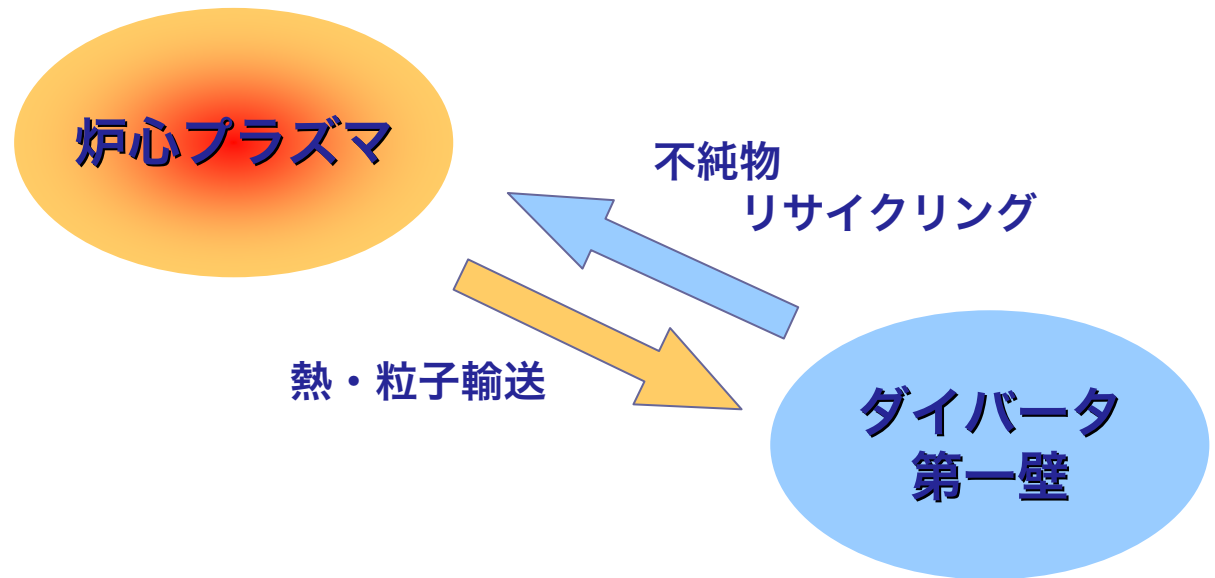 炉心プラズマ
不純物
リサイクリング
熱・粒子輸送
ダイバータ
第一壁